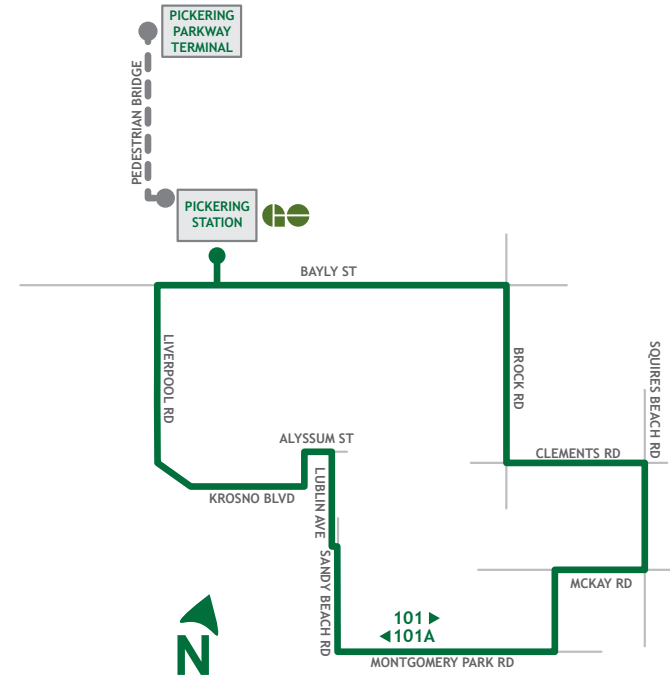 PICKERING
PARKWAY
TERMINAL
PEDESTRIAN BRIDGE
PICKERING
STATION
GO
BAYLY ST
LIVERPOOL RD
BROCK RD
SQUIRES BEACH RD
ALYSSUM ST
CLEMENTS RD
KROSNO BLVD
LUBLIN AVE
SANDY BEACH RD
MCKAY RD
101
101A
MONTGOMERY PARK RD
N